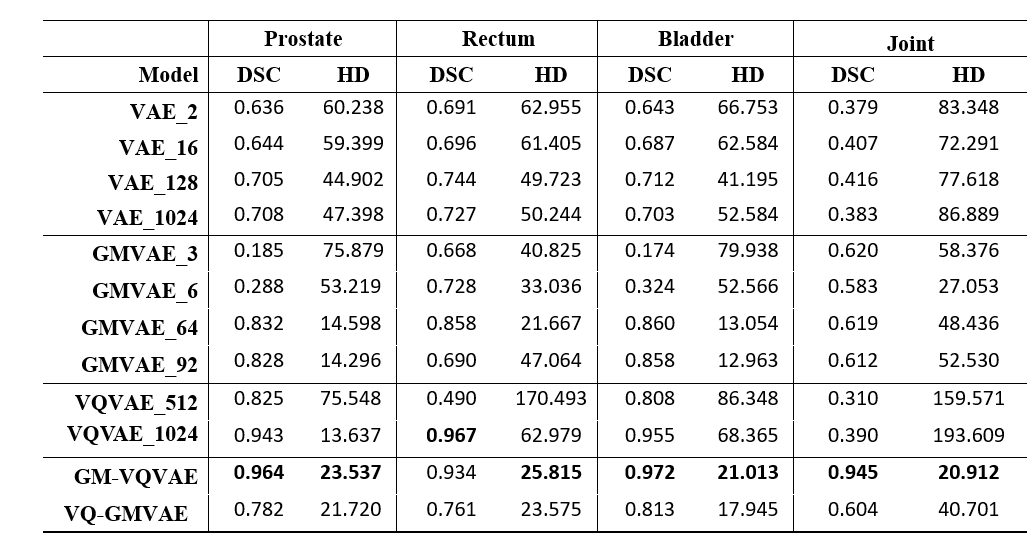 Prostate Rectum Bladder Joint
Model DSC HD DSC HD DSC HD DSC HD
VAE_2 0.636 60.238 0.691 62.955 0.643 66.753 0.379 83.348
VAE_16 0.644 59.399 0.696 61.405 0.687 62.584 0.407 72.291
VAE_128 0.705 44.902 0.744 49.723 0.712 41.195 0.416 77.618
VAE_1024 0.708 47.398 0.727 50.244 0.703 52.584 0.383 86.889
GMVAE_3 0.185 75.879 0.668 40.825 0.174 79.938 0.620 58.376
GMVAE_6 0.288 53.219 0.728 33.036 0.324 52.566 0.583 27.053
GMVAE_64 0.832 14.598 0.858 21.667 0.860 13.054 0.619 48.436
GMVAE_92 0.828 14.296 0.690 47.064 0.858 12.963 0.612 52.530
VQVAE_512 0.825 75.548 0.490 170.493 0.808 86.348 0.310 159.571
VQVAE_1024 0.943 13.637 0.967 62.979 0.955 68.365 0.390 193.609
GM-VQVAE 0.964 23.537 0.934 25.815 0.972 21.013 0.945 20.912
VQ-GMVAE 0.782 21.720 0.761 23.575 0.813 17.945 0.604 40.701